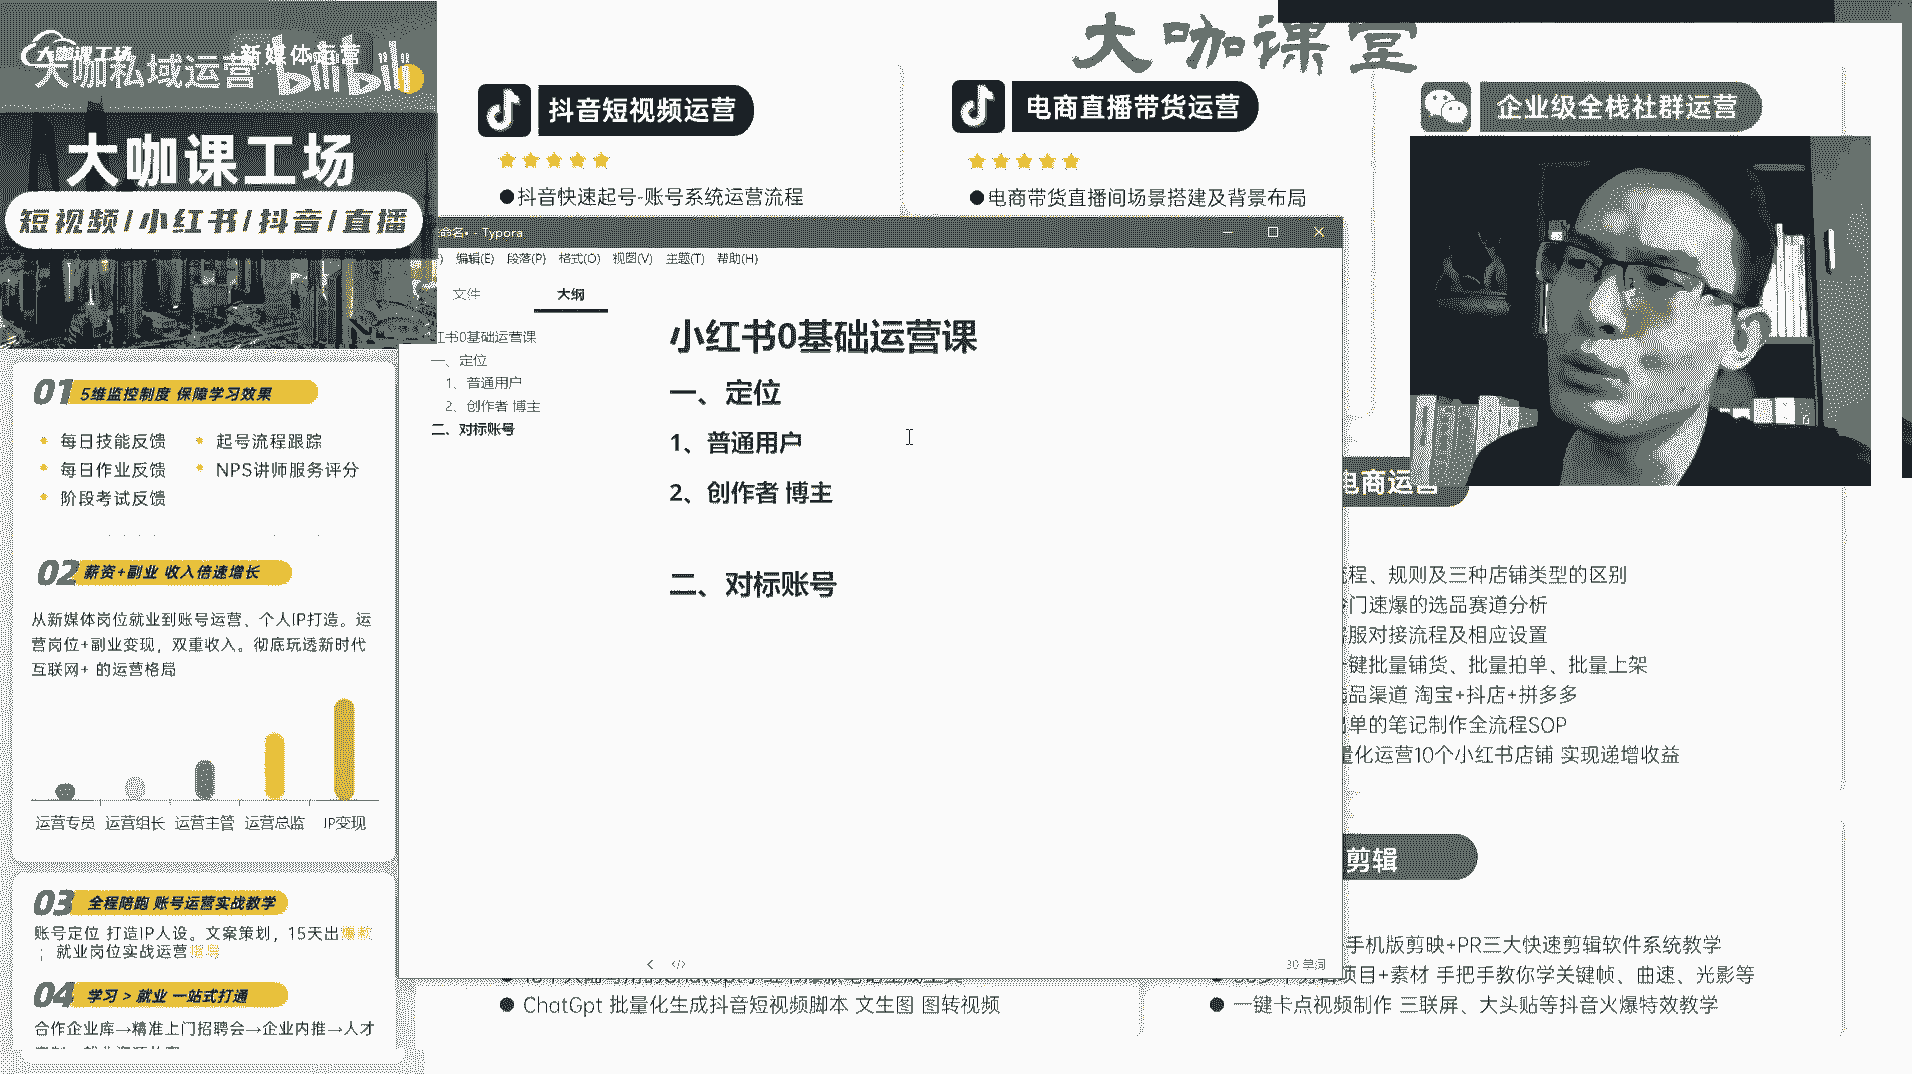 大咖课工场
新媒体运营
大咖私域运营
bilibili
大咖课工场
短视频/小红书/抖音/直播
01 5维监控制度 保障学习效果
每日技能反馈
起号流程跟踪
每日作业反馈
NPS讲师服务评分
阶段考试反馈
02 薪资+副业 收入倍速增长
从新媒体岗位就业到账号运营、个人IP打造。运
营岗位+副业变现，双重收入。彻底玩透新时代
互联网+ 的运营格局
运营专员 运营组长 运营主管 运营总监 IP变现
03 全程陪跑 账号运营实战教学
账号定位 打造IP人设。文案策划，15天出爆款
； 就业岗位实战运营指导
04 学习 > 就业 一站式打通
合作企业库→精准上门招聘会→企业内推→人才
大咖课堂
抖音短视频运营
●抖音快速起号-账号系统运营流程
电商直播带货运营
●电商带货直播间场景搭建及背景布局
企业级全栈社群运营
命名• - Typora
编辑(E) 段落(P) 格式(O) 视图(V) 主题(T) 帮助(H)
文件 大纲
红书0基础运营课
一、定位
1、普通用户
2、创作者 博主
二、对标账号
小红书0基础运营课
一、定位
1、普通用户
2、创作者 博主
二、对标账号
30 单词
电商运营
流程、规则及三种店铺类型的区别
冷门速爆的选品赛道分析
客服对接流程及相应设置
一键批量铺货、批量拍单、批量上架
选品渠道 淘宝+抖店+拼多多
出单的笔记制作全流程SOP
量化运营10个小红书店铺 实现递增收益
剪辑
手机版剪映+PR三大快速剪辑软件系统教学
项目+素材 手把手教你学关键帧、曲速、光影等
● 一键卡点视频制作 三联屏、大头贴等抖音火爆特效教学
● ChatGpt 批量化生成抖音短视频脚本 文生图 图转视频